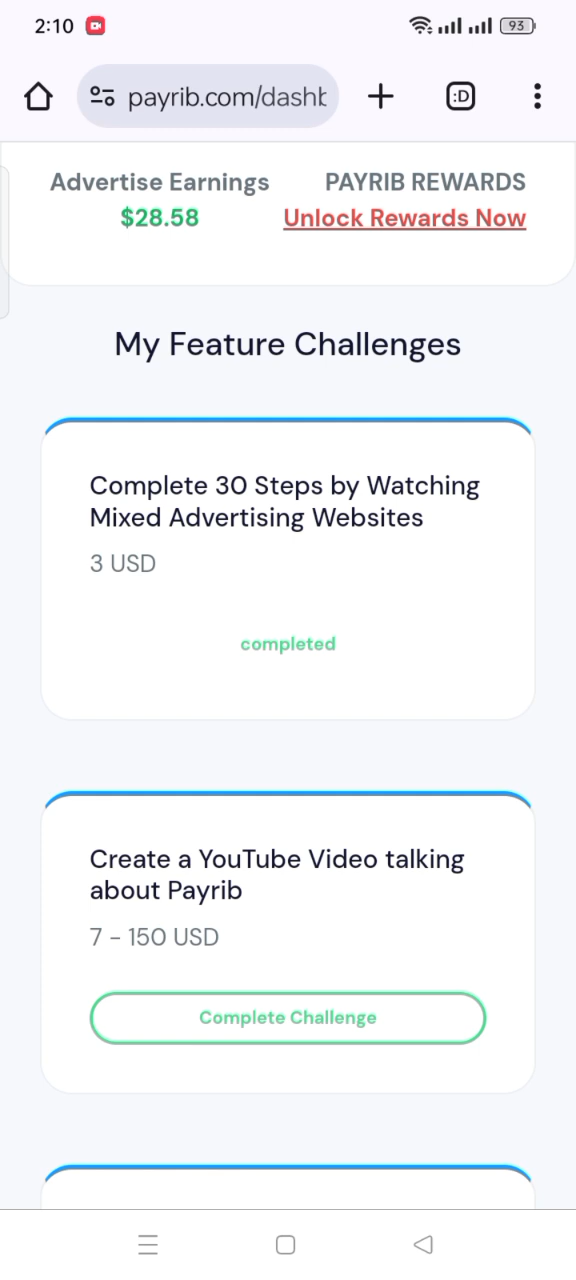 2:10
93
payrib.com/dashb
:D
Advertise Earnings
PAYRIB REWARDS
$28.58
Unlock Rewards Now
My Feature Challenges
Complete 30 Steps by Watching
Mixed Advertising Websites
3 USD
completed
Create a YouTube Video talking
about Payrib
7 - 150 USD
Complete Challenge